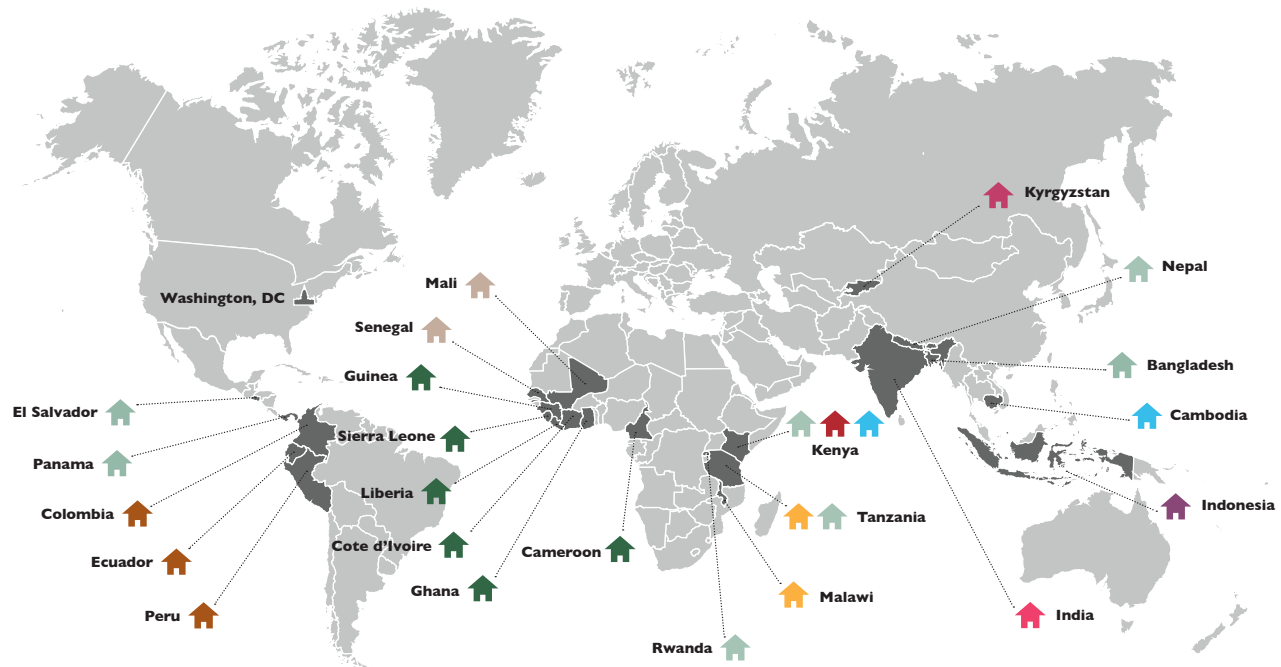 Kyrgyzstan
Nepal
Mali
Washington, DC
Senegal
Bangladesh
Guinea
El Salvador
Cambodia
Sierra Leone
Kenya
Panama
Liberia
Indonesia
Colombia
Tanzania
Cote d’Ivoire
Cameroon
Ecuador
Ghana
Malawi
Peru
India
Rwanda